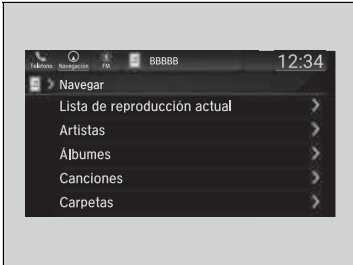 Teléfono Navegación FM BBBBB 12:34
Navegar
Lista de reproducción actual
Artistas
Álbumes
Canciones
Carpetas